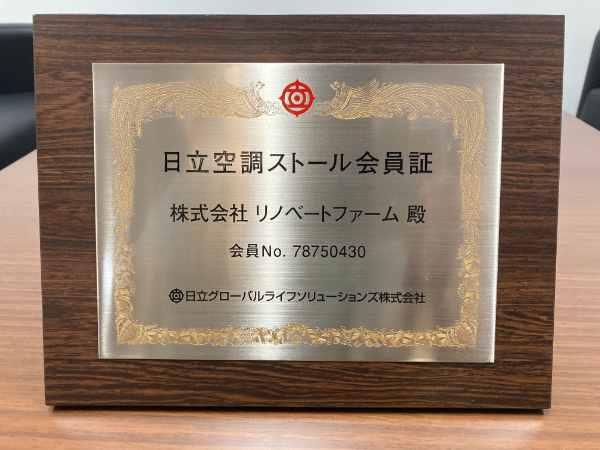 日立空調ストール会員証
株式会社 リノベートファーム 殿
会員No. 78750430
日立グローバルライフソリューションズ株式会社